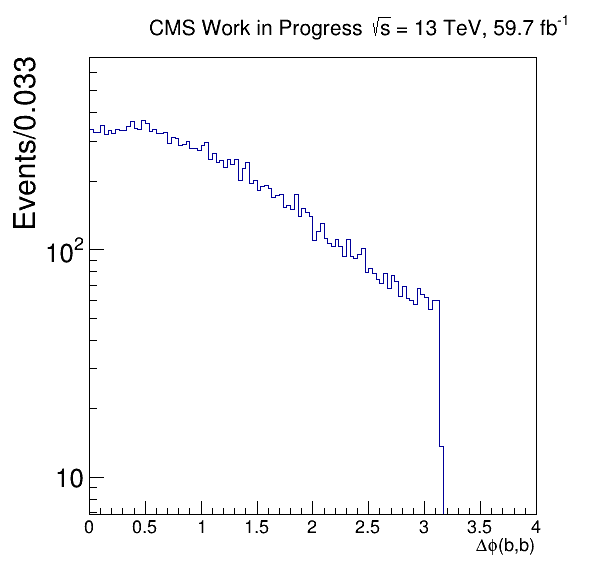 CMS Work in Progress √s = 13 TeV, 59.7 fb⁻¹
Events/0.033
10²
10
0 0.5 1 1.5 2 2.5 3 3.5 4
Δϕ(b,b)